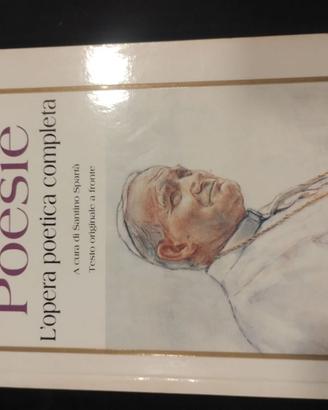 Poesie
L'opera poetica completa
A cura di Santino Spartà
Testo originale a fronte